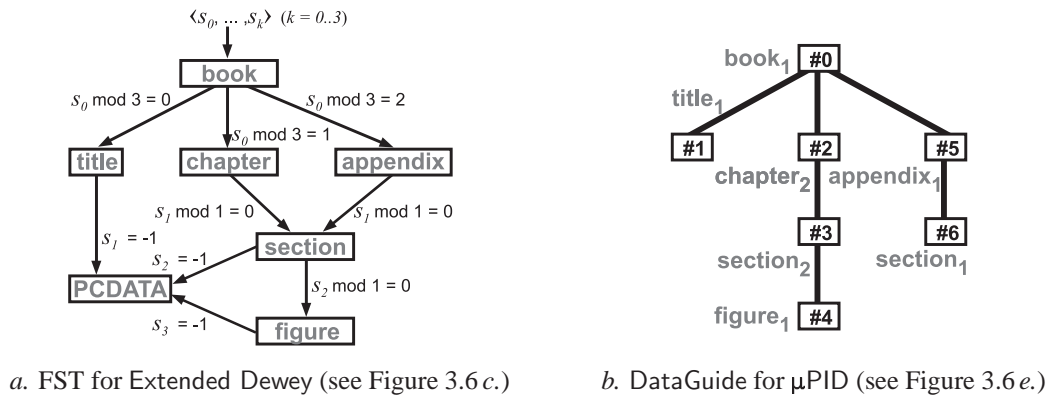 ⟨s₀, ... ,sₖ⟩ (k = 0..3)
book
s₀ mod 3 = 0
s₀ mod 3 = 2
s₀ mod 3 = 1
title
chapter
appendix
s₁ mod 1 = 0
s₁ mod 1 = 0
s₁ = -1
section
s₂ = -1
PCDATA
s₂ mod 1 = 0
s₃ = -1
figure
a. FST for Extended Dewey (see Figure 3.6 c.)
book₁
#0
title₁
#1
#2
#5
chapter₂
appendix₁
#3
#6
section₂
section₁
figure₁
#4
b. DataGuide for µPID (see Figure 3.6 e.)